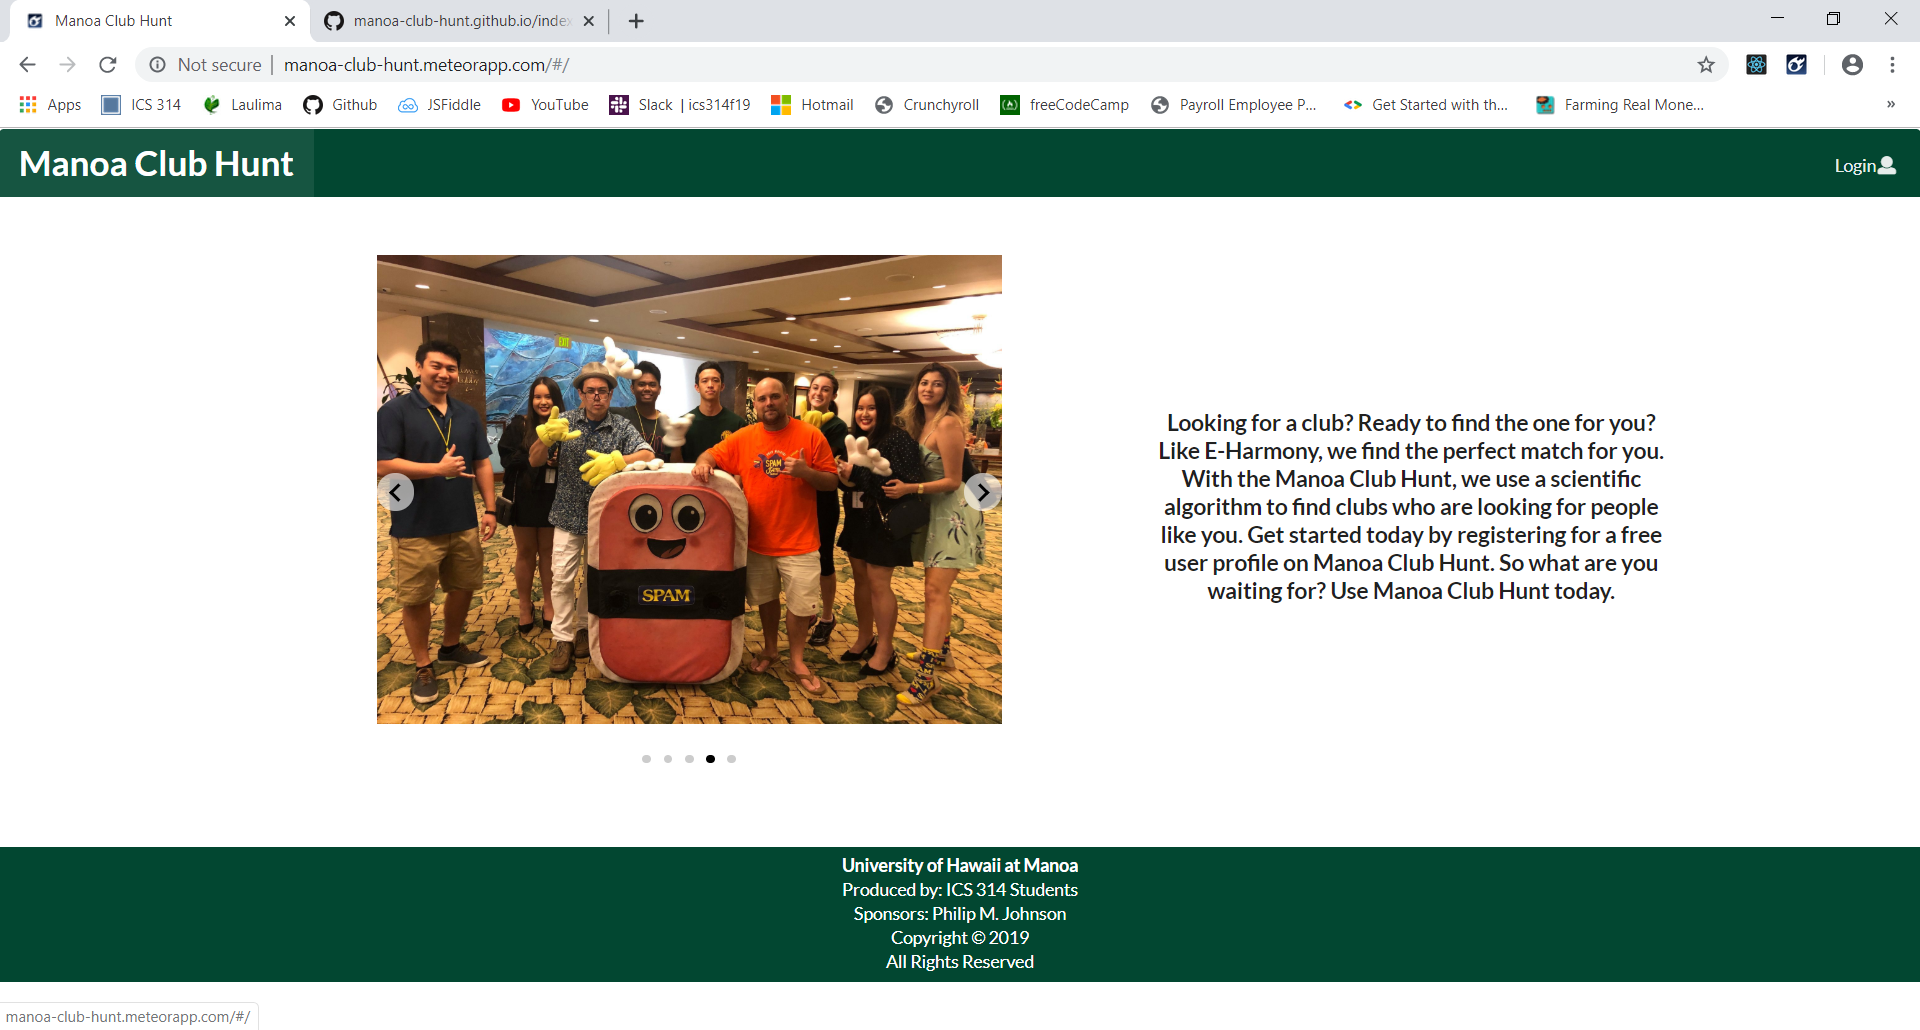 Manoa Club Hunt
manoa-club-hunt.github.io/index
Not secure
manoa-club-hunt.meteorapp.com/#/
Apps
ICS 314
Laulima
Github
JSFiddle
YouTube
Slack | ics314f19
Hotmail
Crunchyroll
freeCodeCamp
Payroll Employee P...
Get Started with th...
Farming Real Mone...
»
Manoa Club Hunt
Login
EXIT
SPAM
SPAM
Looking for a club? Ready to find the one for you?
Like E-Harmony, we find the perfect match for you.
With the Manoa Club Hunt, we use a scientific
algorithm to find clubs who are looking for people
like you. Get started today by registering for a free
user profile on Manoa Club Hunt. So what are you
waiting for? Use Manoa Club Hunt today.
University of Hawaii at Manoa
Produced by: ICS 314 Students
Sponsors: Philip M. Johnson
Copyright © 2019
All Rights Reserved
manoa-club-hunt.meteorapp.com/#/